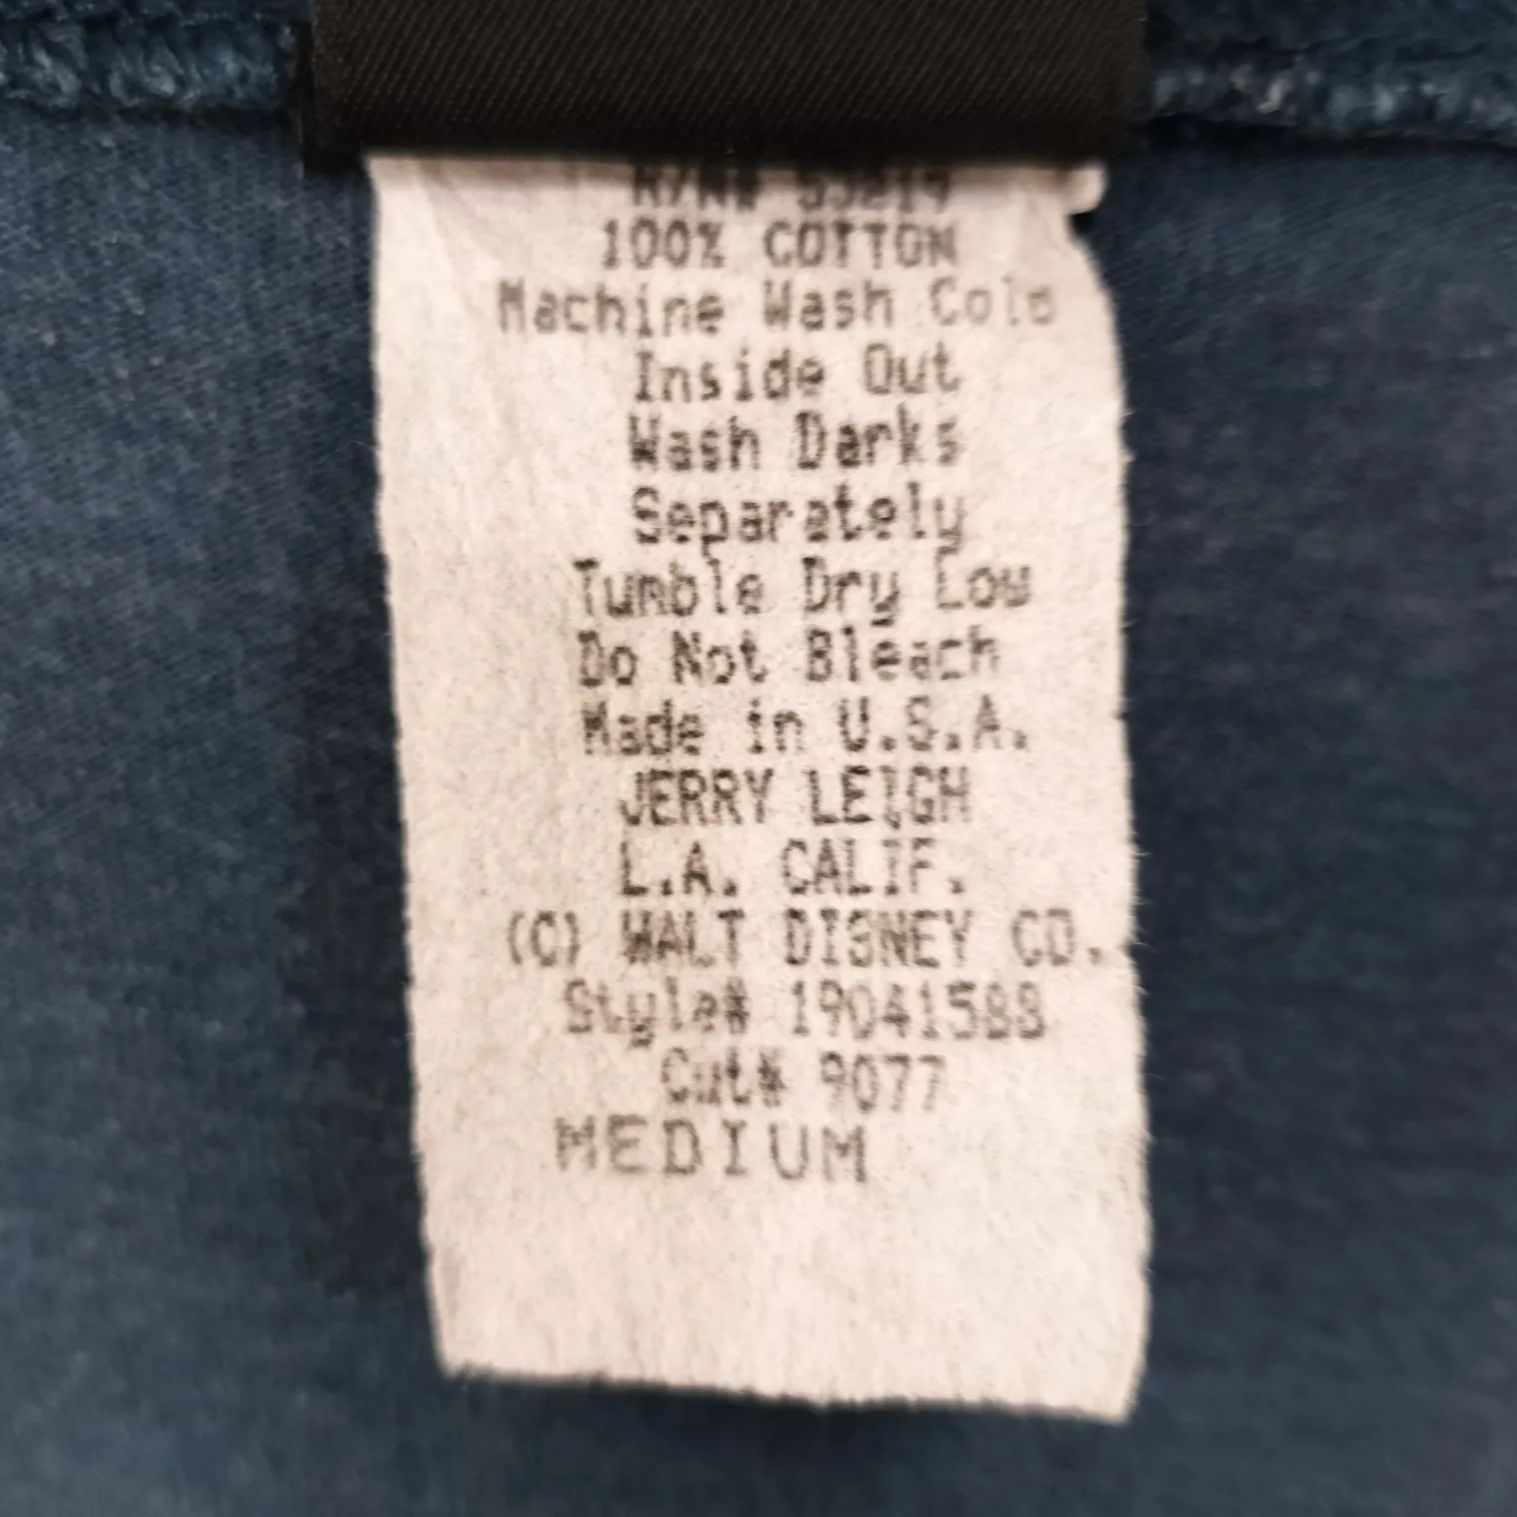 100% COTTON
Machine Wash Cold
Inside Out
Wash Darks
Separately
Tumble Dry Low
Do Not Bleach
Made in U.S.A.
JERRY LEIGH
L.A. CALIF.
(C) WALT DISNEY CO.
Style# 19041588
Cut# 9077
MEDIUM